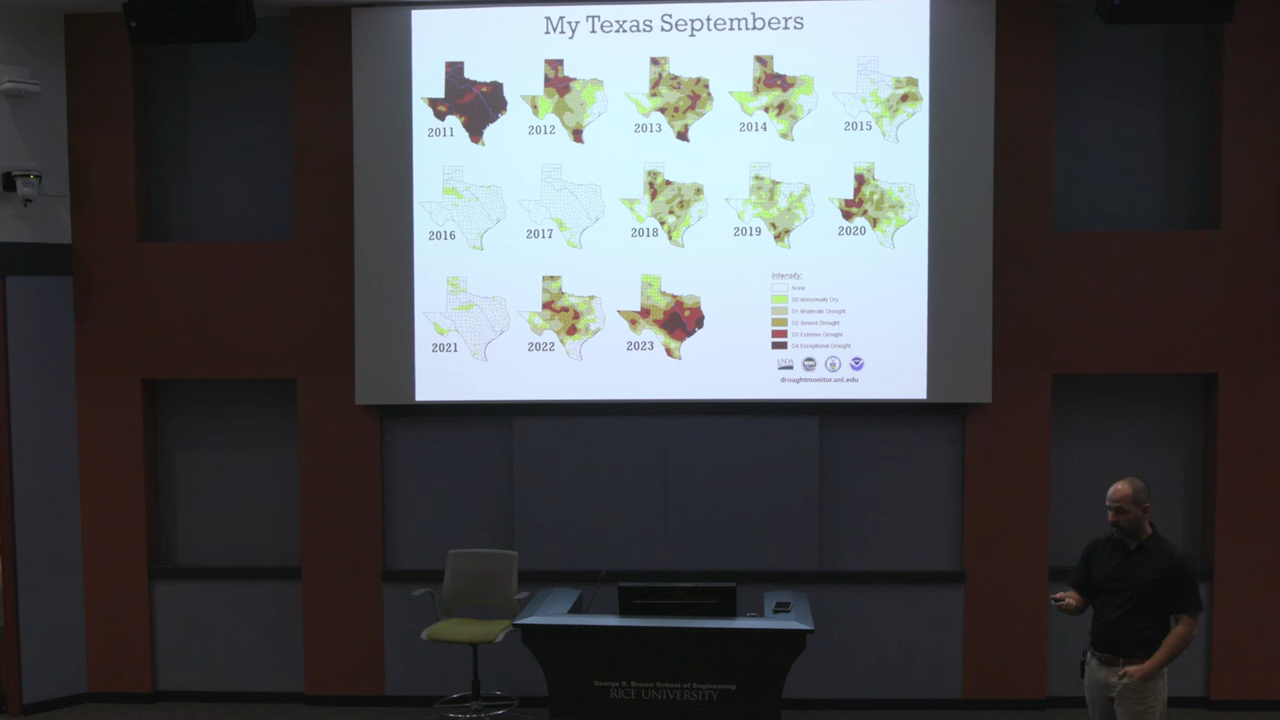 My Texas Septembers
2011
2012
2013
2014
2015
2016
2017
2018
2019
2020
2021
2022
2023
Intensity:
None
D0 Abnormally Dry
D1 Moderate Drought
D2 Severe Drought
D3 Extreme Drought
D4 Exceptional Drought
USDA
droughtmonitor.unl.edu
George R. Brown School of Engineering
RICE UNIVERSITY